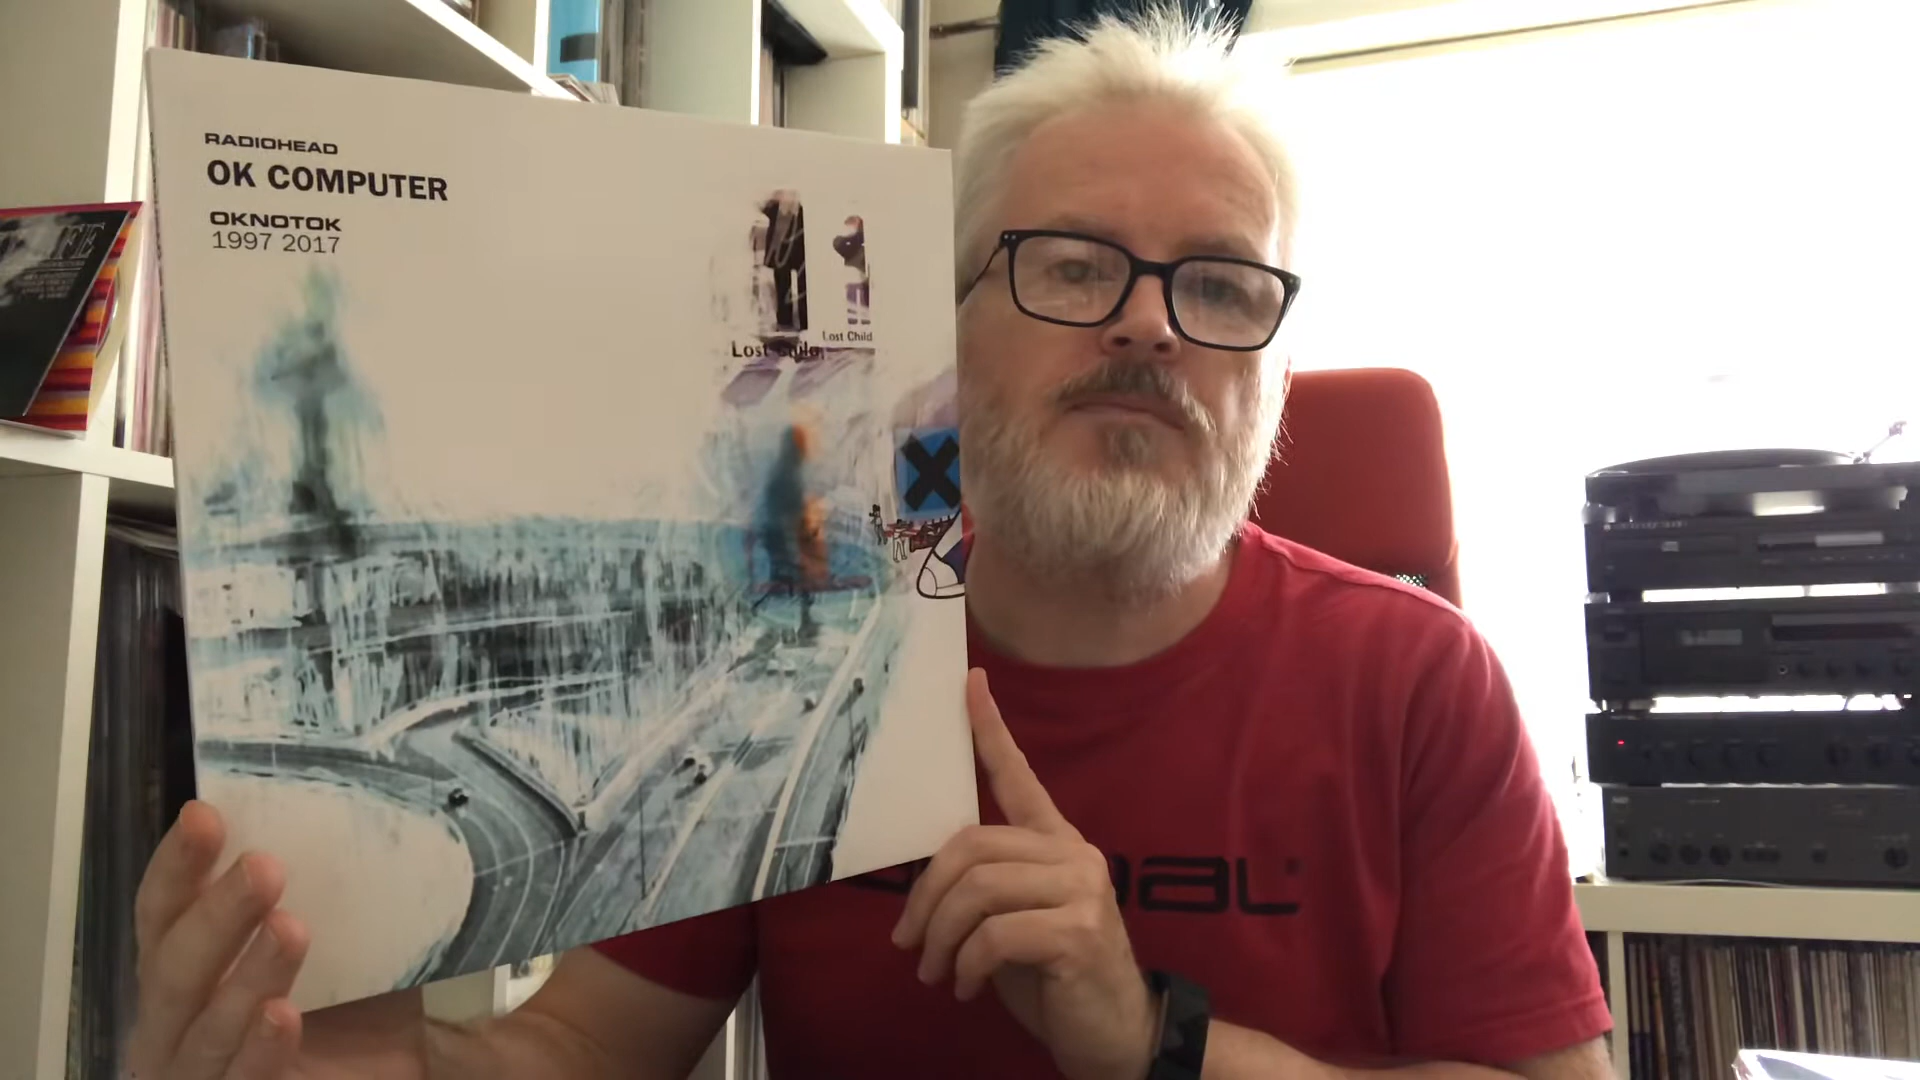 RADIOHEAD
OK COMPUTER
OKNOTOK
1997 2017
Lost Child
Lost Child